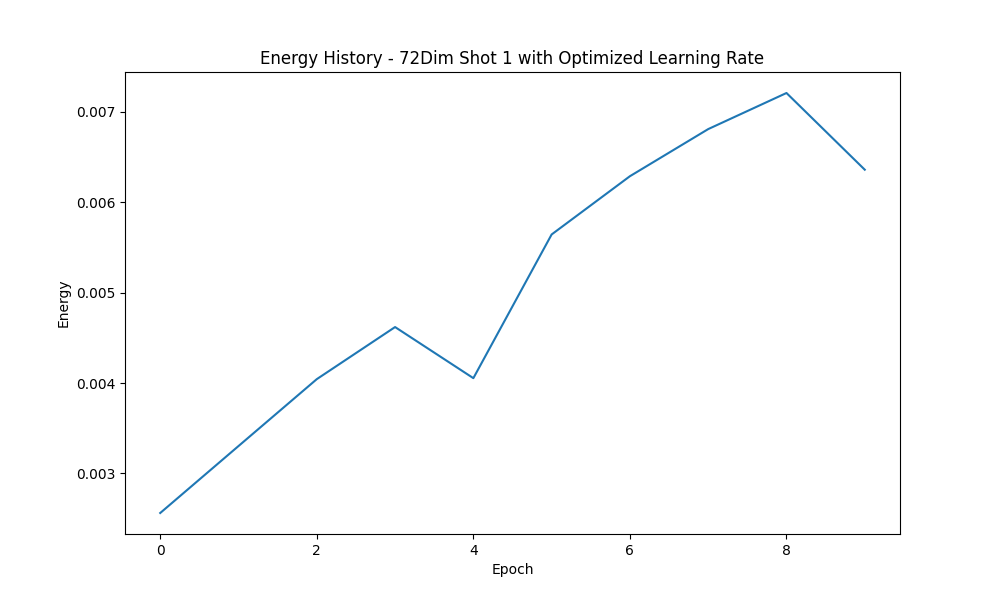 Energy History - 72Dim Shot 1 with Optimized Learning Rate
0.007
0.006
0.005
0.004
0.003
Energy
0 2 4 6 8
Epoch